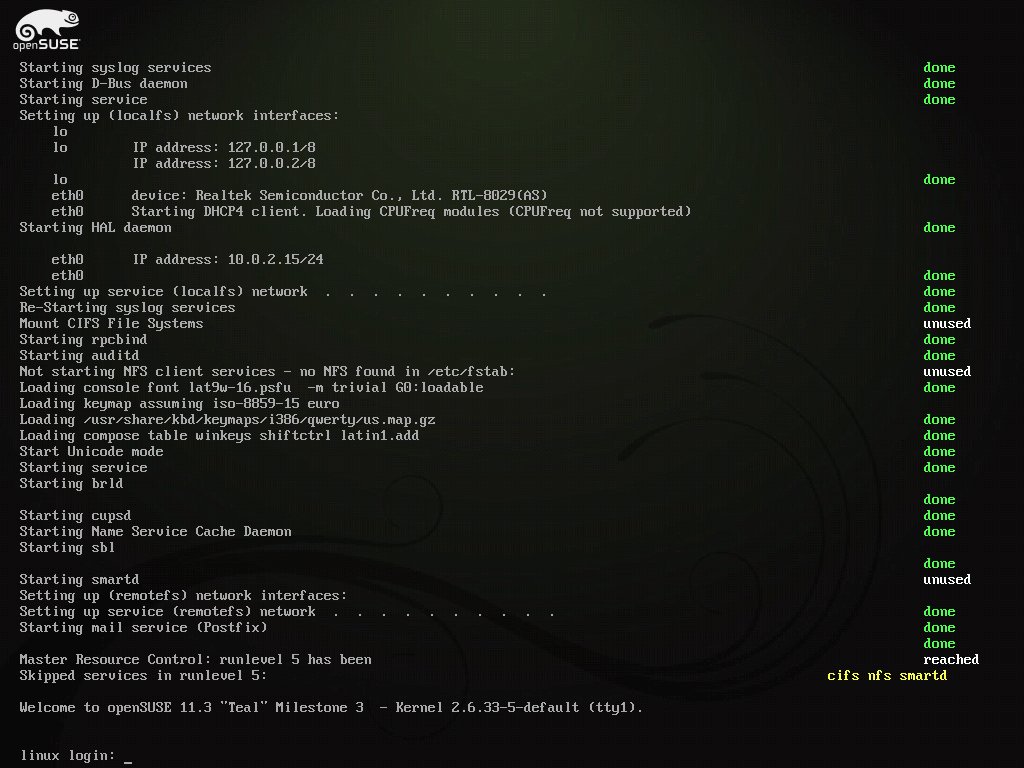 openSUSE
Starting syslog services done
Starting D-Bus daemon done
Starting service done
Setting up (localfs) network interfaces:
lo
lo IP address: 127.0.0.1/8
IP address: 127.0.0.2/8
lo done
eth0 device: Realtek Semiconductor Co., Ltd. RTL-8029(AS)
eth0 Starting DHCP4 client. Loading CPUFreq modules (CPUFreq not supported)
Starting HAL daemon done
eth0 IP address: 10.0.2.15/24
eth0 done
Setting up service (localfs) network . . . . . . . . . . done
Re-Starting syslog services done
Mount CIFS File Systems unused
Starting rpcbind done
Starting auditd done
Not starting NFS client services - no NFS found in /etc/fstab: unused
Loading console font lat9w-16.psfu -m trivial G0:loadable done
Loading keymap assuming iso-8859-15 euro
Loading /usr/share/kbd/keymaps/i386/qwerty/us.map.gz done
Loading compose table winkeys shiftctrl latin1.add done
Start Unicode mode done
Starting service done
Starting brld
done
Starting cupsd done
Starting Name Service Cache Daemon done
Starting sbl
done
Starting smartd unused
Setting up (remotefs) network interfaces:
Setting up service (remotefs) network . . . . . . . . . . done
Starting mail service (Postfix) done
done
Master Resource Control: runlevel 5 has been reached
Skipped services in runlevel 5: cifs nfs smartd
Welcome to openSUSE 11.3 "Teal" Milestone 3 - Kernel 2.6.33-5-default (tty1).
linux login: _